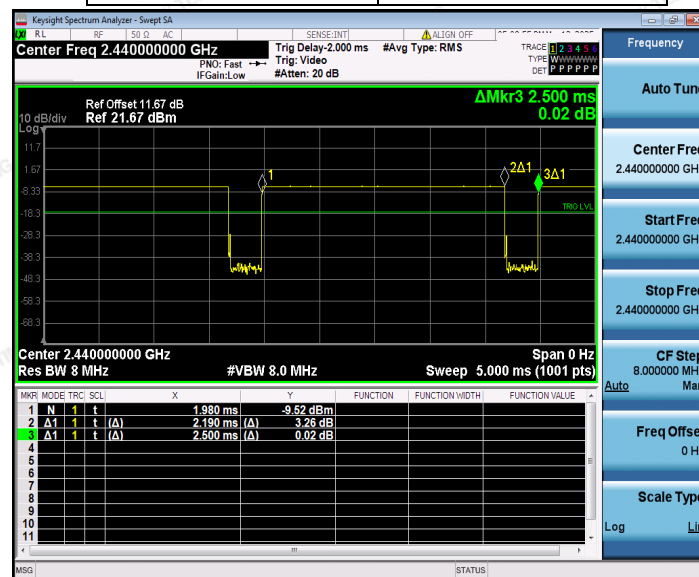 Keysight Spectrum Analyzer - Swept SA
LXI RL RF 50 Ω AC SENSE:INT ALIGN OFF
Center Freq 2.440000000 GHz
PNO: Fast
IFGain:Low
Trig Delay-2.000 ms #Avg Type: RMS
Trig: Video
#Atten: 20 dB
TRACE 1 2 3 4 5 6
TYPE WWWWWW
DET P P P P P P
Frequency
Auto Tune
Center Freq
2.440000000 GHz
Start Freq
2.440000000 GHz
Stop Freq
2.440000000 GHz
CF Step
8.000000 MHz
Auto Man
Freq Offset
0 Hz
Scale Type
Log Lin
ΔMkr3 2.500 ms
0.02 dB
Ref Offset 11.67 dB
10 dB/div Ref 21.67 dBm
Log
11.7
1.67
-8.33
-18.3
-28.3
-38.3
-48.3
-58.3
-68.3
1
2Δ1
3Δ1
TRIG LVL
Center 2.440000000 GHz Span 0 Hz
Res BW 8 MHz #VBW 8.0 MHz Sweep 5.000 ms (1001 pts)
MKR MODE TRC SCL X Y FUNCTION FUNCTION WIDTH FUNCTION VALUE
1 N 1 t 1.980 ms -9.52 dBm
2 Δ1 1 t (Δ) 2.190 ms (Δ) 3.26 dB
3 Δ1 1 t (Δ) 2.500 ms (Δ) 0.02 dB
4
5
6
7
8
9
10
11
MSG STATUS